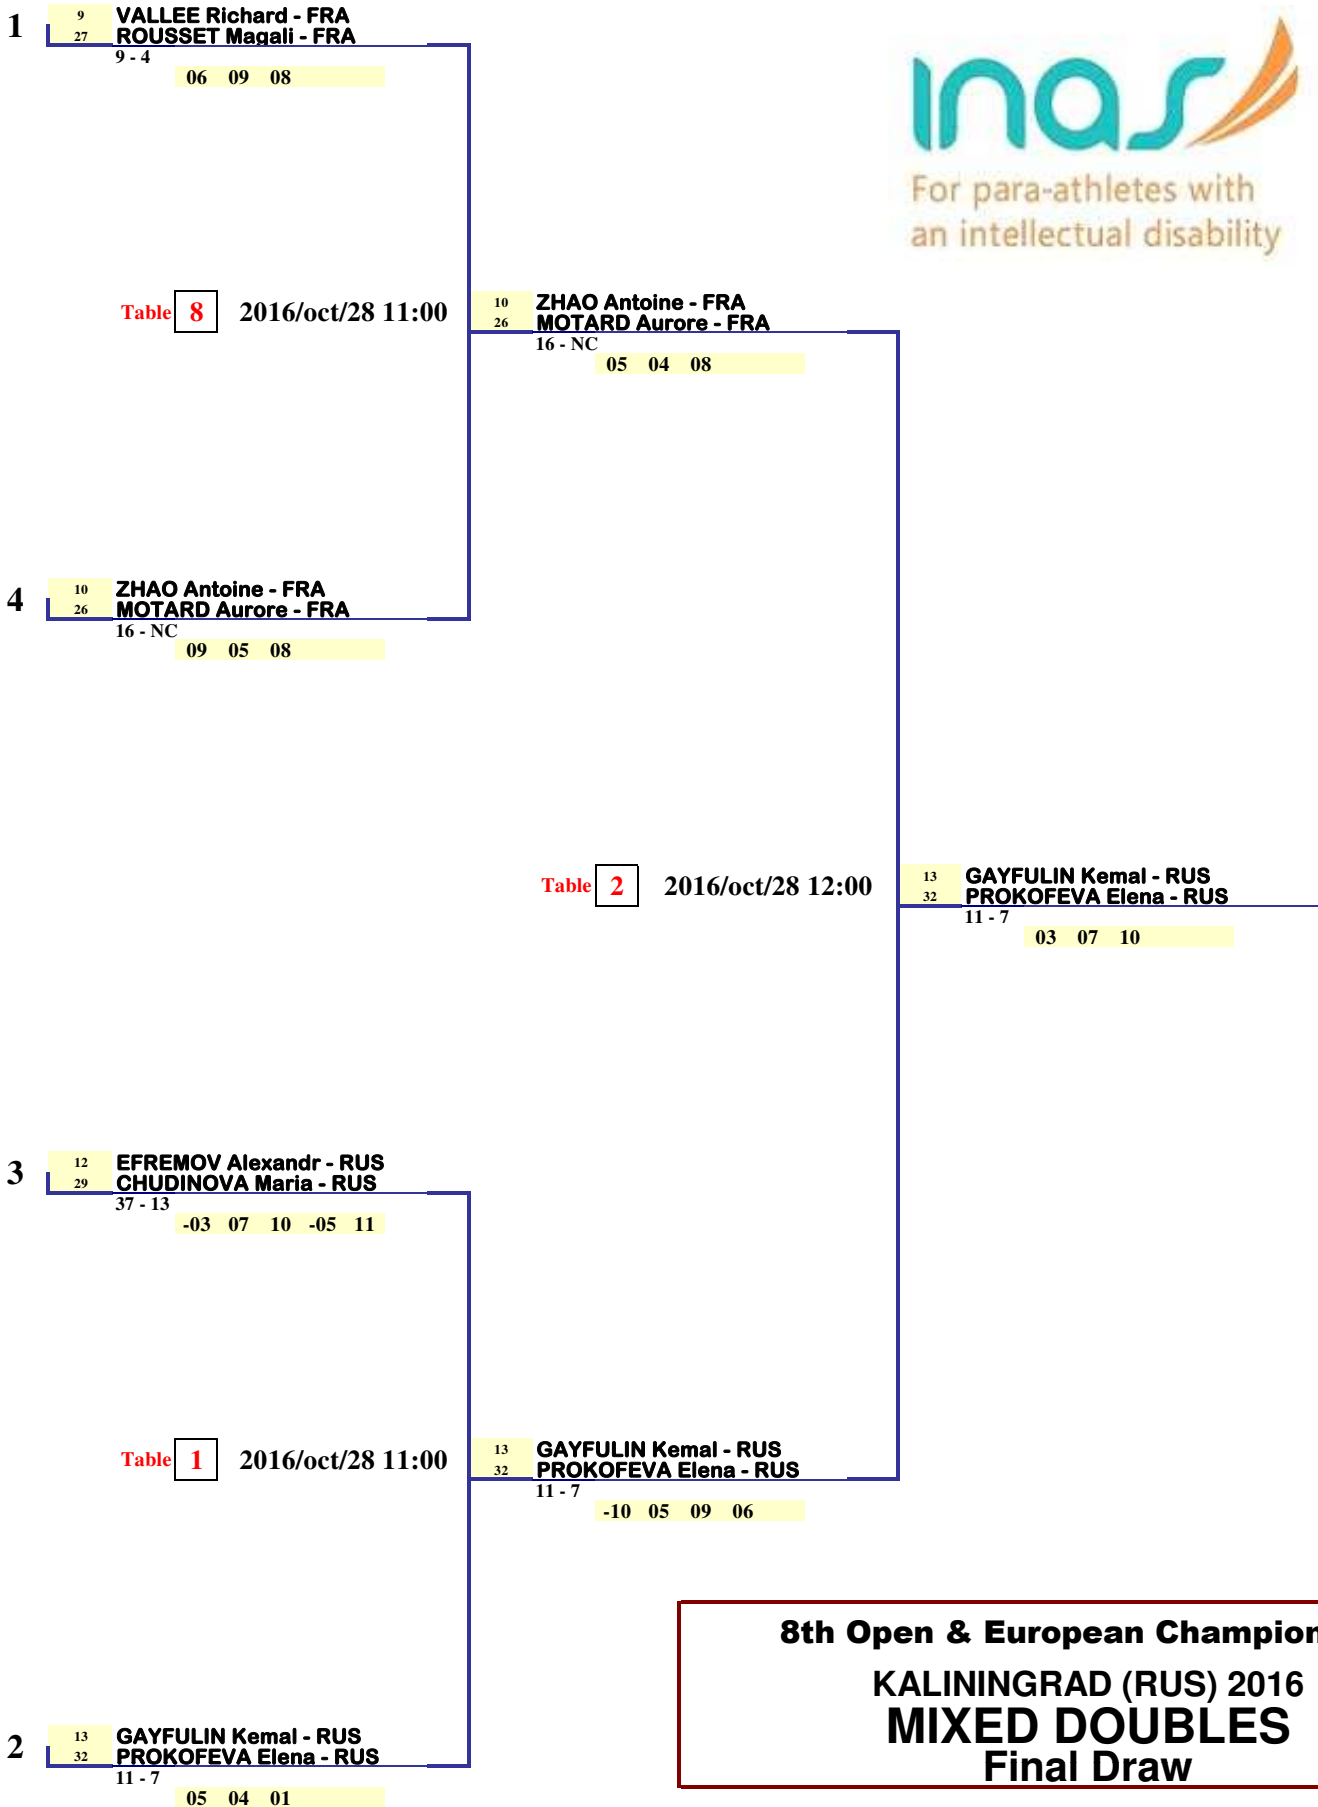 1
9 VALLEE Richard - FRA
27 ROUSSET Magali - FRA
9 - 4
06 09 08
inas
For para-athletes with
an intellectual disability
Table 8 2016/oct/28 11:00
10 ZHAO Antoine - FRA
26 MOTARD Aurore - FRA
16 - NC
05 04 08
4
10 ZHAO Antoine - FRA
26 MOTARD Aurore - FRA
16 - NC
09 05 08
Table 2 2016/oct/28 12:00
13 GAYFULIN Kemal - RUS
32 PROKOFEVA Elena - RUS
11 - 7
03 07 10
3
12 EFREMOV Alexandr - RUS
29 CHUDINOVA Maria - RUS
37 - 13
-03 07 10 -05 11
Table 1 2016/oct/28 11:00
13 GAYFULIN Kemal - RUS
32 PROKOFEVA Elena - RUS
11 - 7
-10 05 09 06
2
13 GAYFULIN Kemal - RUS
32 PROKOFEVA Elena - RUS
11 - 7
05 04 01
8th Open & European Champion
KALININGRAD (RUS) 2016
MIXED DOUBLES
Final Draw